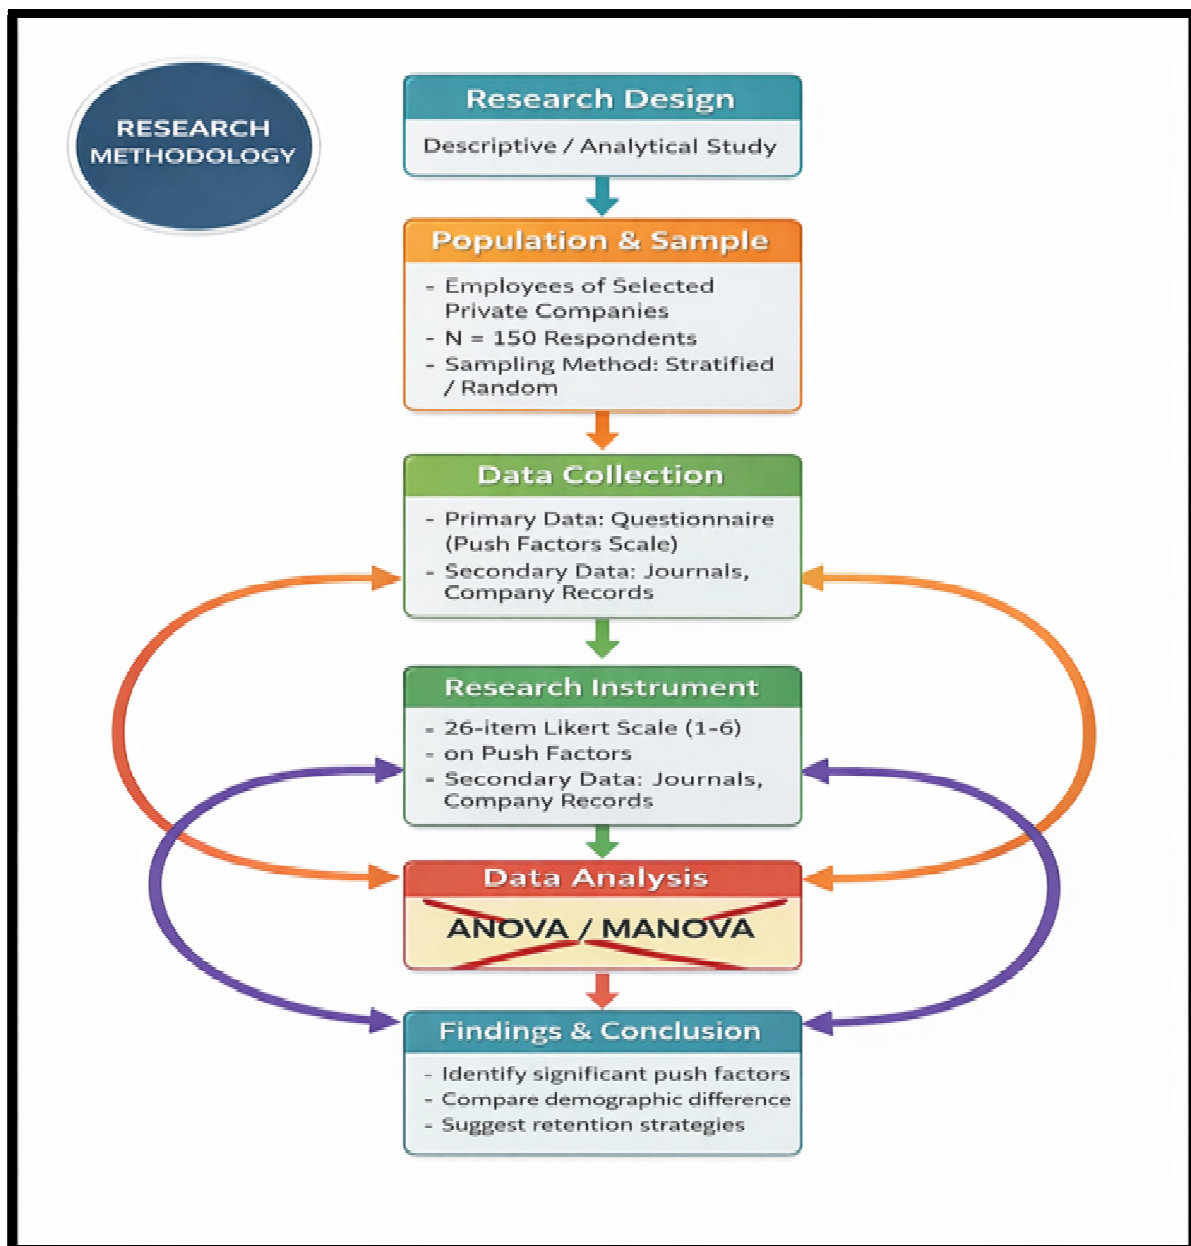 RESEARCH
METHODOLOGY
Research Design
Descriptive / Analytical Study
Population & Sample
- Employees of Selected
Private Companies
- N = 150 Respondents
- Sampling Method: Stratified
/ Random
Data Collection
- Primary Data: Questionnaire
(Push Factors Scale)
- Secondary Data: Journals,
Company Records
Research Instrument
- 26-item Likert Scale (1-6)
- on Push Factors
- Secondary Data: Journals,
Company Records
Data Analysis
ANOVA / MANOVA
Findings & Conclusion
- Identify significant push factors
- Compare demographic difference
- Suggest retention strategies